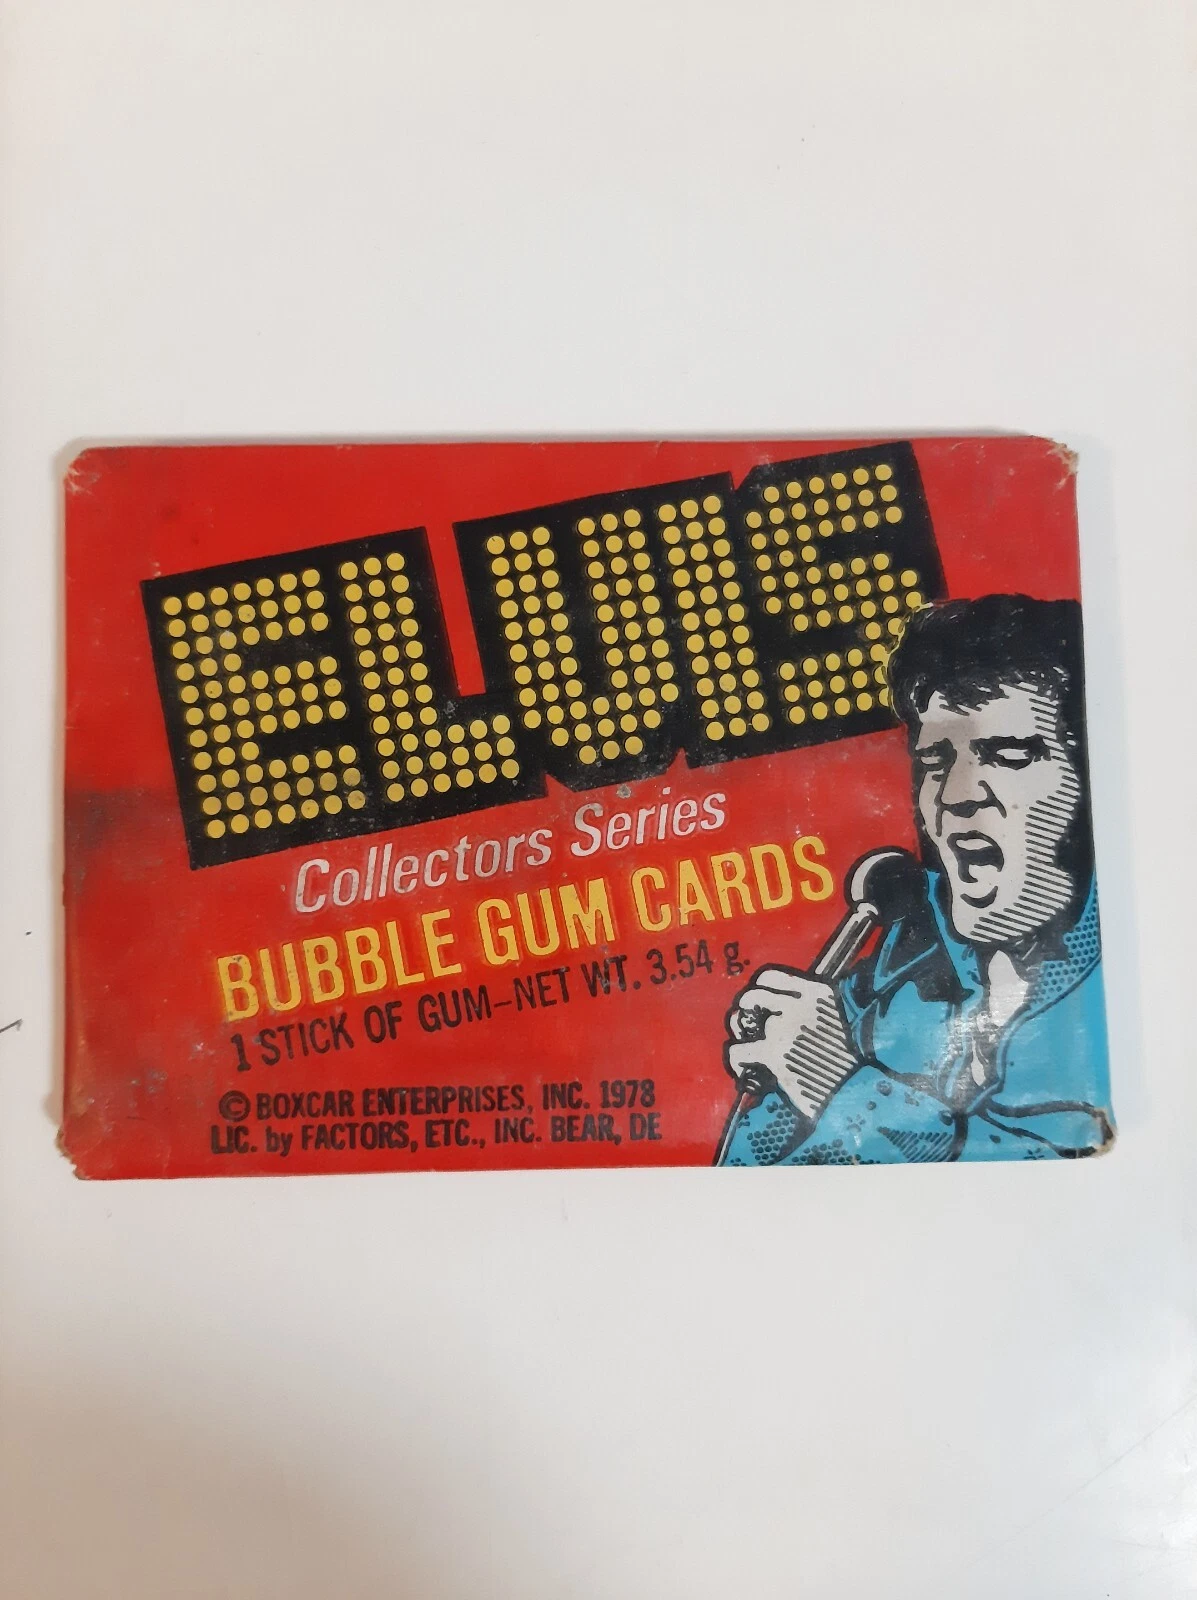 ELVIS
Collectors Series
BUBBLE GUM CARDS
1 STICK OF GUM–NET WT. 3.54 g.
© BOXCAR ENTERPRISES, INC. 1978
LIC. by FACTORS, ETC., INC. BEAR, DE